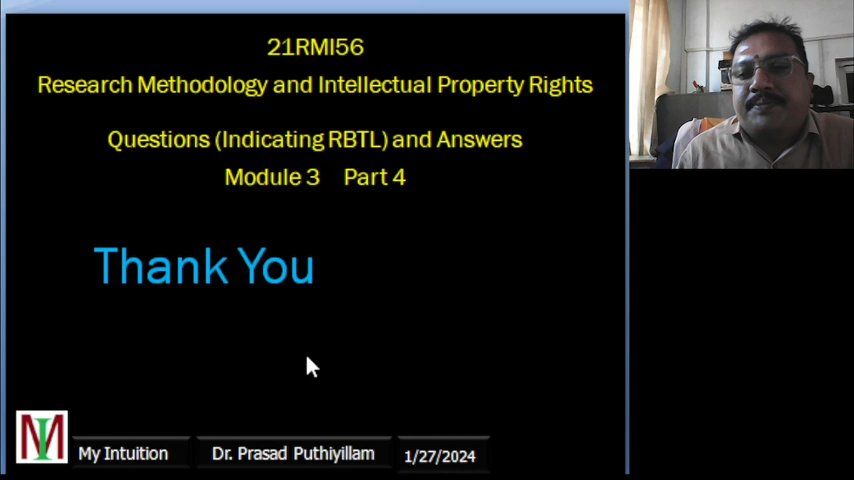 21RMI56
Research Methodology and Intellectual Property Rights
Questions (Indicating RBTL) and Answers
Module 3 Part 4
Thank You
MI
My Intuition Dr. Prasad Puthiyillam 1/27/2024